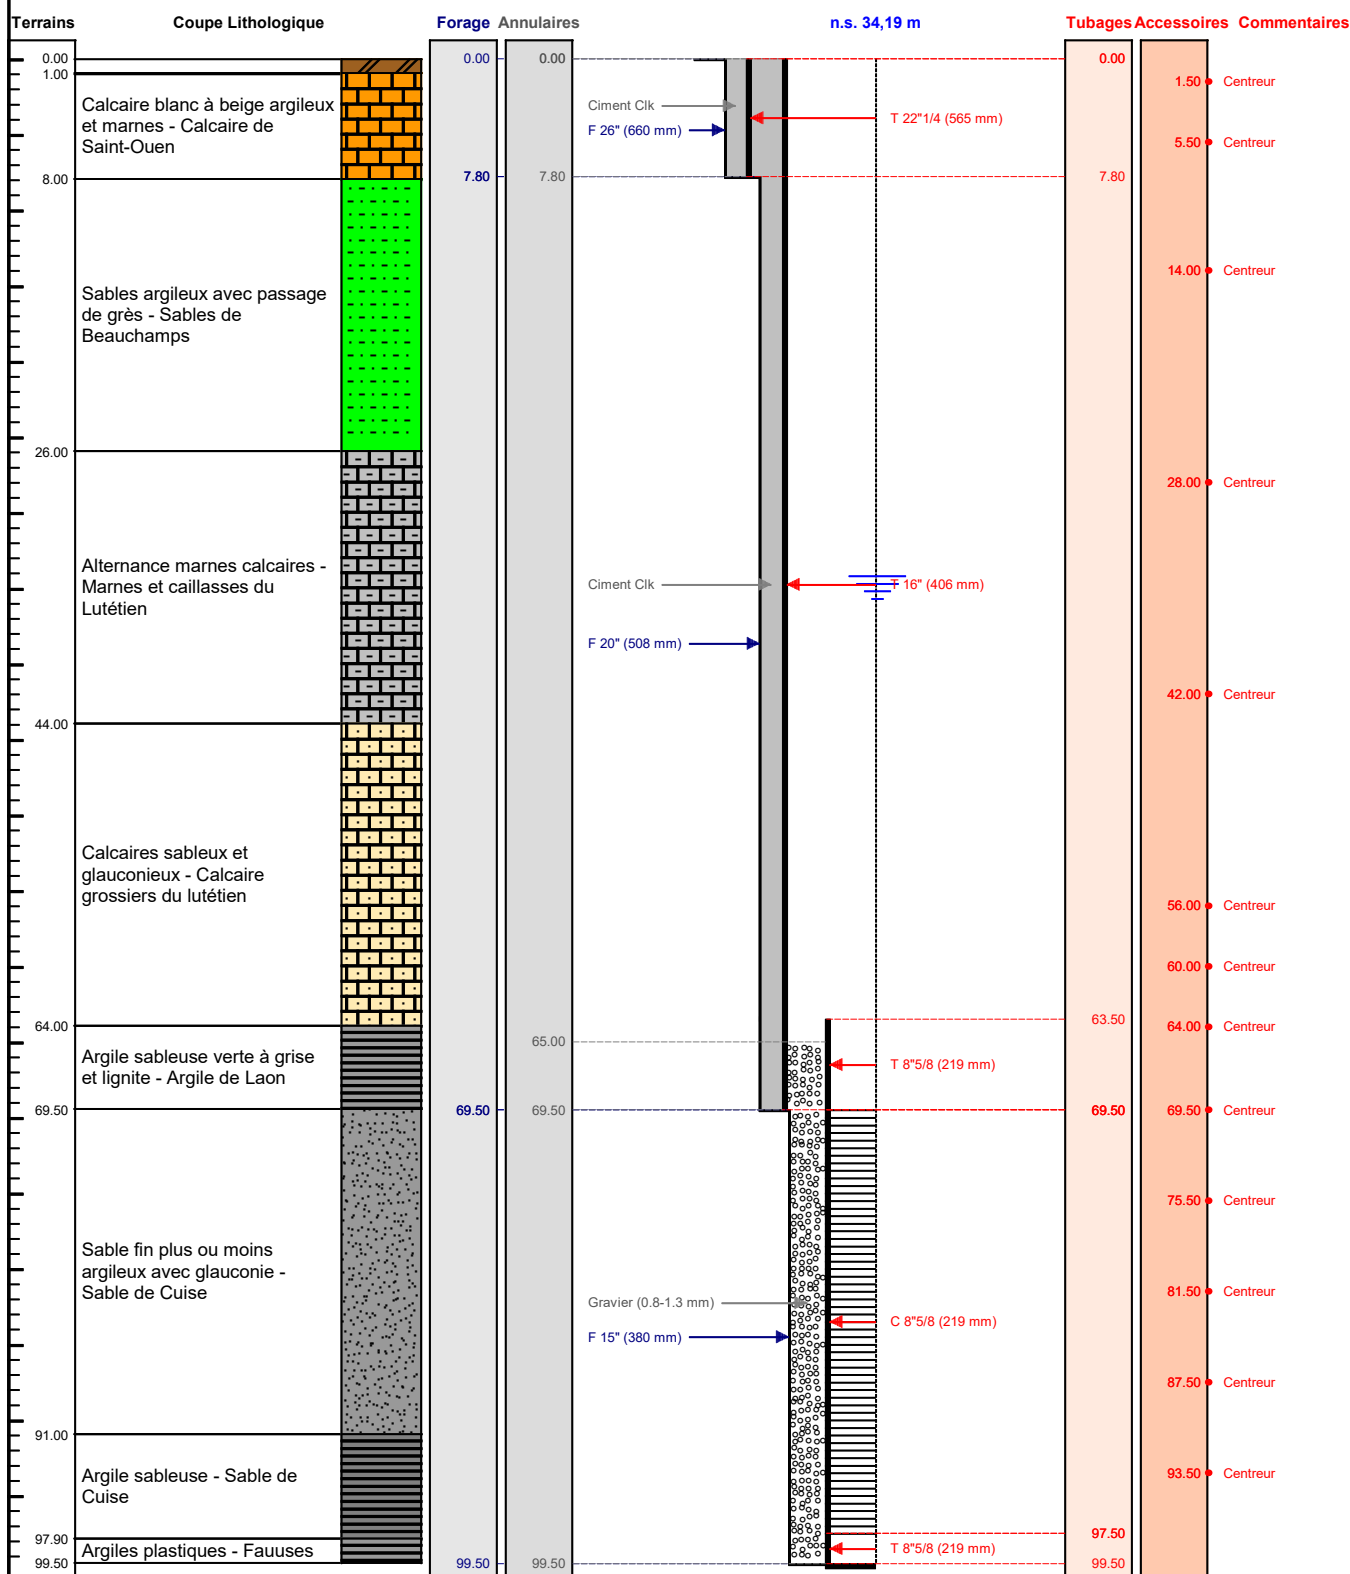 Terrains Coupe Lithologique Forage Annulaires n.s. 34,19 m Tubages Accessoires Commentaires
0.00 0.00 0.00 0.00
1.00
1.50 Centreur
Calcaire blanc à beige argileux
et marnes - Calcaire de
Saint-Ouen
Ciment Clk
T 22"1/4 (565 mm)
F 26" (660 mm)
5.50 Centreur
8.00 7.80 7.80 7.80
14.00 Centreur
Sables argileux avec passage
de grès - Sables de
Beauchamps
26.00
28.00 Centreur
Alternance marnes calcaires -
Marnes et caillasses du
Lutétien
Ciment Clk T 16" (406 mm)
F 20" (508 mm)
42.00 Centreur
44.00
Calcaires sableux et
glauconieux - Calcaire
grossiers du lutétien
56.00 Centreur
60.00 Centreur
63.50
64.00 64.00 Centreur
65.00
Argile sableuse verte à grise
et lignite - Argile de Laon
T 8"5/8 (219 mm)
69.50 69.50 69.50 69.50 69.50 Centreur
75.50 Centreur
Sable fin plus ou moins
argileux avec glauconie -
Sable de Cuise
81.50 Centreur
Gravier (0.8-1.3 mm)
C 8"5/8 (219 mm)
F 15" (380 mm)
87.50 Centreur
91.00
93.50 Centreur
Argile sableuse - Sable de
Cuise
97.50
97.90
Argiles plastiques - Fauuses
T 8"5/8 (219 mm)
99.50 99.50 99.50 99.50